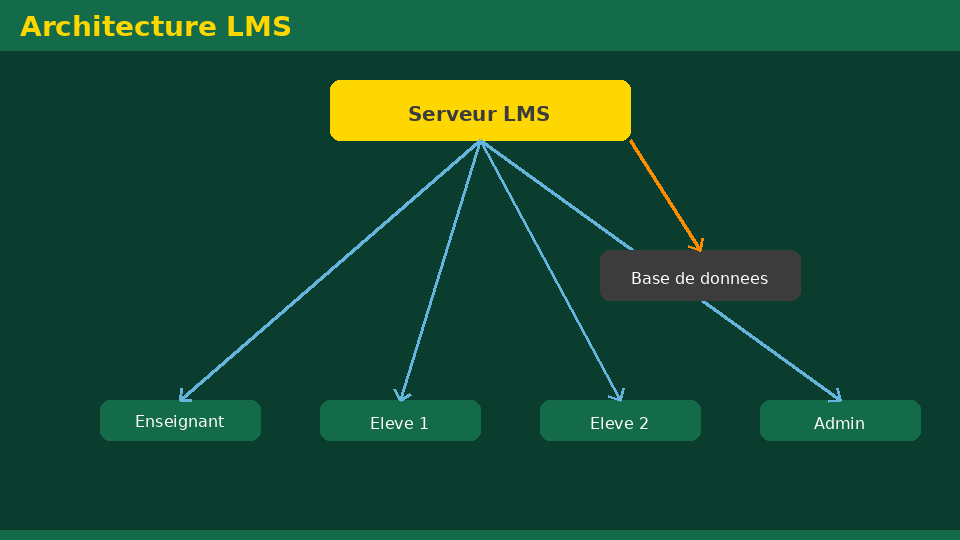 Architecture LMS
Serveur LMS
Base de donnees
Enseignant
Eleve 1
Eleve 2
Admin